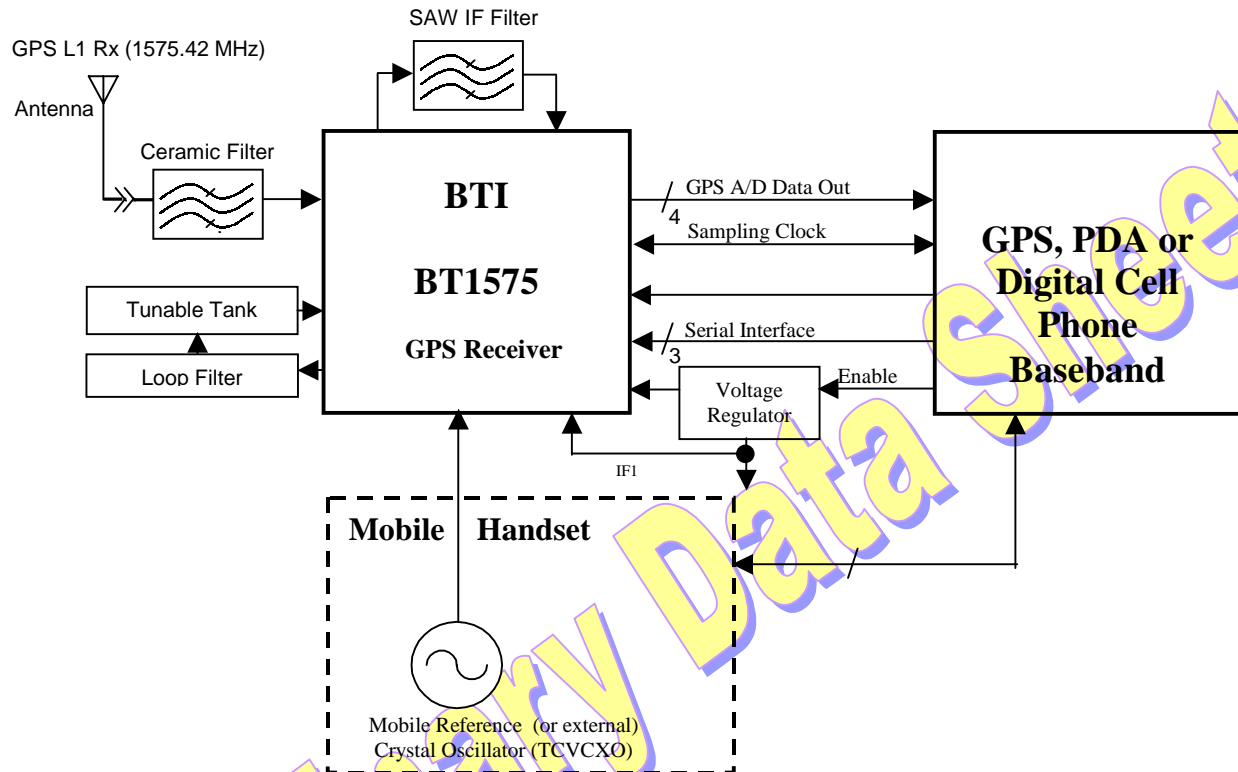 SAW IF Filter
GPS L1 Rx (1575.42 MHz)
Antenna
Ceramic Filter
BTI
BT1575
GPS Receiver
GPS A/D Data Out
4
Sampling Clock
Serial Interface
3
GPS, PDA or
Digital Cell
Phone
Baseband
Tunable Tank
Loop Filter
Voltage
Regulator
Enable
IF1
Mobile Handset
Mobile Reference (or external)
Crystal Oscillator (TCVCXO)
ary Data Sheet